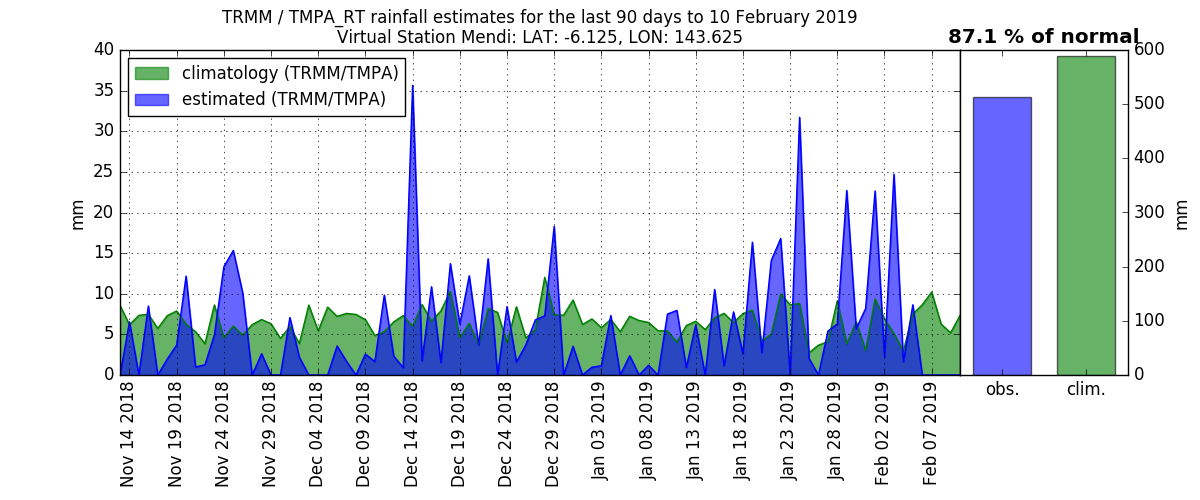 TRMM / TMPA_RT rainfall estimates for the last 90 days to 10 February 2019
Virtual Station Mendi: LAT: -6.125, LON: 143.625
87.1 % of normal
climatology (TRMM/TMPA)
estimated (TRMM/TMPA)
40
35
30
25
20
15
10
5
0
mm
Nov 14 2018
Nov 19 2018
Nov 24 2018
Nov 29 2018
Dec 04 2018
Dec 09 2018
Dec 14 2018
Dec 19 2018
Dec 24 2018
Dec 29 2018
Jan 03 2019
Jan 08 2019
Jan 13 2019
Jan 18 2019
Jan 23 2019
Jan 28 2019
Feb 02 2019
Feb 07 2019
600
500
400
300
200
100
0
mm
obs.
clim.